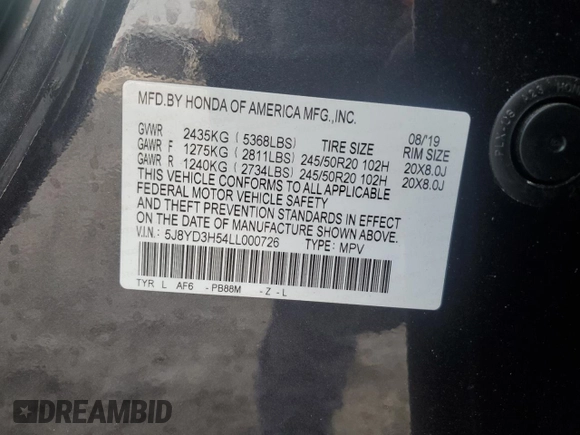 MFD.BY HONDA OF AMERICA MFG.,INC.
08/'19
GVWR 2435KG ( 5368LBS) TIRE SIZE RIM SIZE
GAWR F 1275KG ( 2811LBS) 245/50R20 102H 20X8.0J
GAWR R 1240KG ( 2734LBS) 245/50R20 102H 20X8.0J
THIS VEHICLE CONFORMS TO ALL APPLICABLE
FEDERAL MOTOR VEHICLE SAFETY
AND THEFT PREVENTION STANDARDS IN EFFECT
ON THE DATE OF MANUFACTURE SHOWN ABOVE.
V.I.N.: 5J8YD3H54LL000726 TYPE: MPV
TYR L AF6 - PB88M - Z - L
DREAMBID